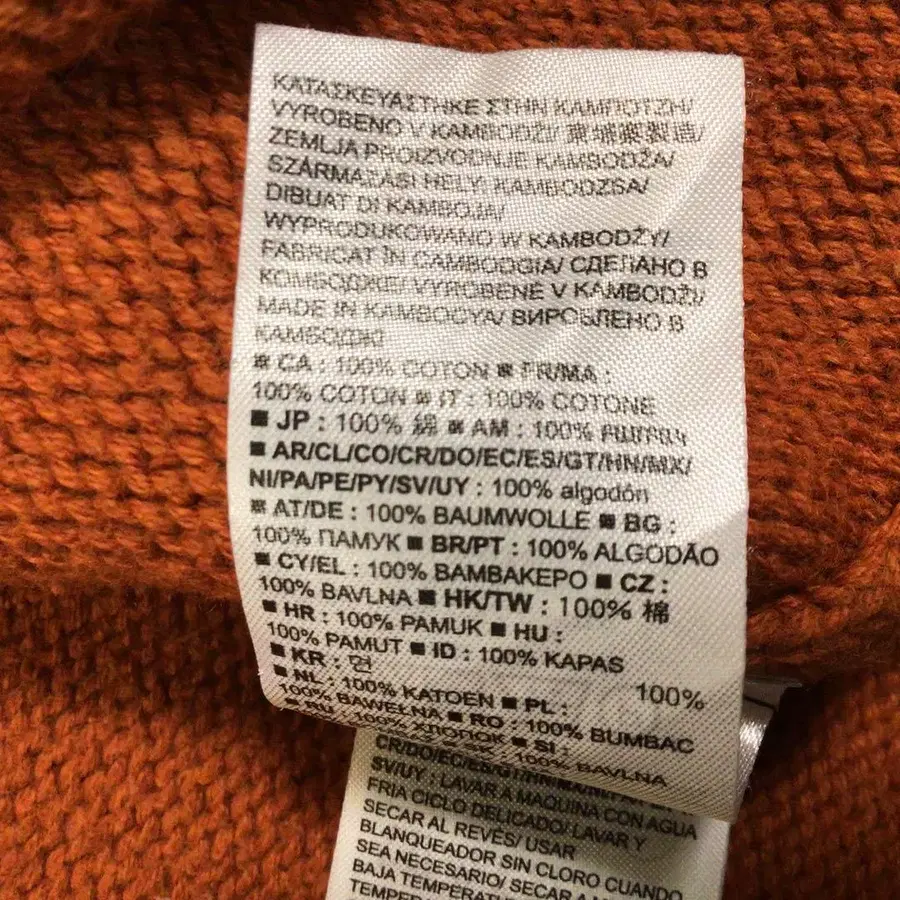 ΚΑΤΑΣΚΕΥΑΣΤΗΚΕ ΣΤΗΝ ΚΑΜΠΟΤΖΗ/
VYROBENO V KAMBODŽI/ 柬埔寨製造/
ZEMLJA PROIZVODNJE KAMBODŽA/
SZÁRMAZÁSI HELY: KAMBODZSA/
DIBUAT DI KAMBOJA/
WYPRODUKOWANO W KAMBODŻY/
FABRICAT ÎN CAMBODGIA/ СДЕЛАНО В
КОМБОДЖЕ/ VYROBENÉ V KAMBODŽI/
MADE IN KAMBOÇYA/ ВИРОБЛЕНО В
КАМБОДЖІ
■ CA : 100% COTON ■ FR/MA :
100% COTON ■ IT : 100% COTONE
■ JP : 100% 綿 ■ AM : 100%
■ AR/CL/CO/CR/DO/EC/ES/GT/HN/MX/
NI/PA/PE/PY/SV/UY : 100% algodón
■ AT/DE : 100% BAUMWOLLE ■ BG :
100% ПАМУК ■ BR/PT : 100% ALGODÃO
■ CY/EL : 100% ΒΑΜΒΑΚΕΡΟ ■ CZ :
100% BAVLNA ■ HK/TW : 100% 棉
■ HR : 100% PAMUK ■ HU :
100% PAMUT ■ ID : 100% KAPAS
■ KR : 면 100%
■ NL : 100% KATOEN ■ PL :
100% BAWEŁNA ■ RO : 100% BUMBAC
■ RU : 100% ХЛОПОК ■ SI :
■ SK : 100% BAVLNA
CR/DO/EC/ES/GT/HN/MX/NI/PA/
SV/UY : LAVAR A MAQUINA CON AGUA
FRIA CICLO DELICADO/ LAVAR Y
SECAR AL REVÉS/ USAR
BLANQUEADOR SIN CLORO CUANDO
SEA NECESARIO/ SECAR A
BAJA TEMPERATURA